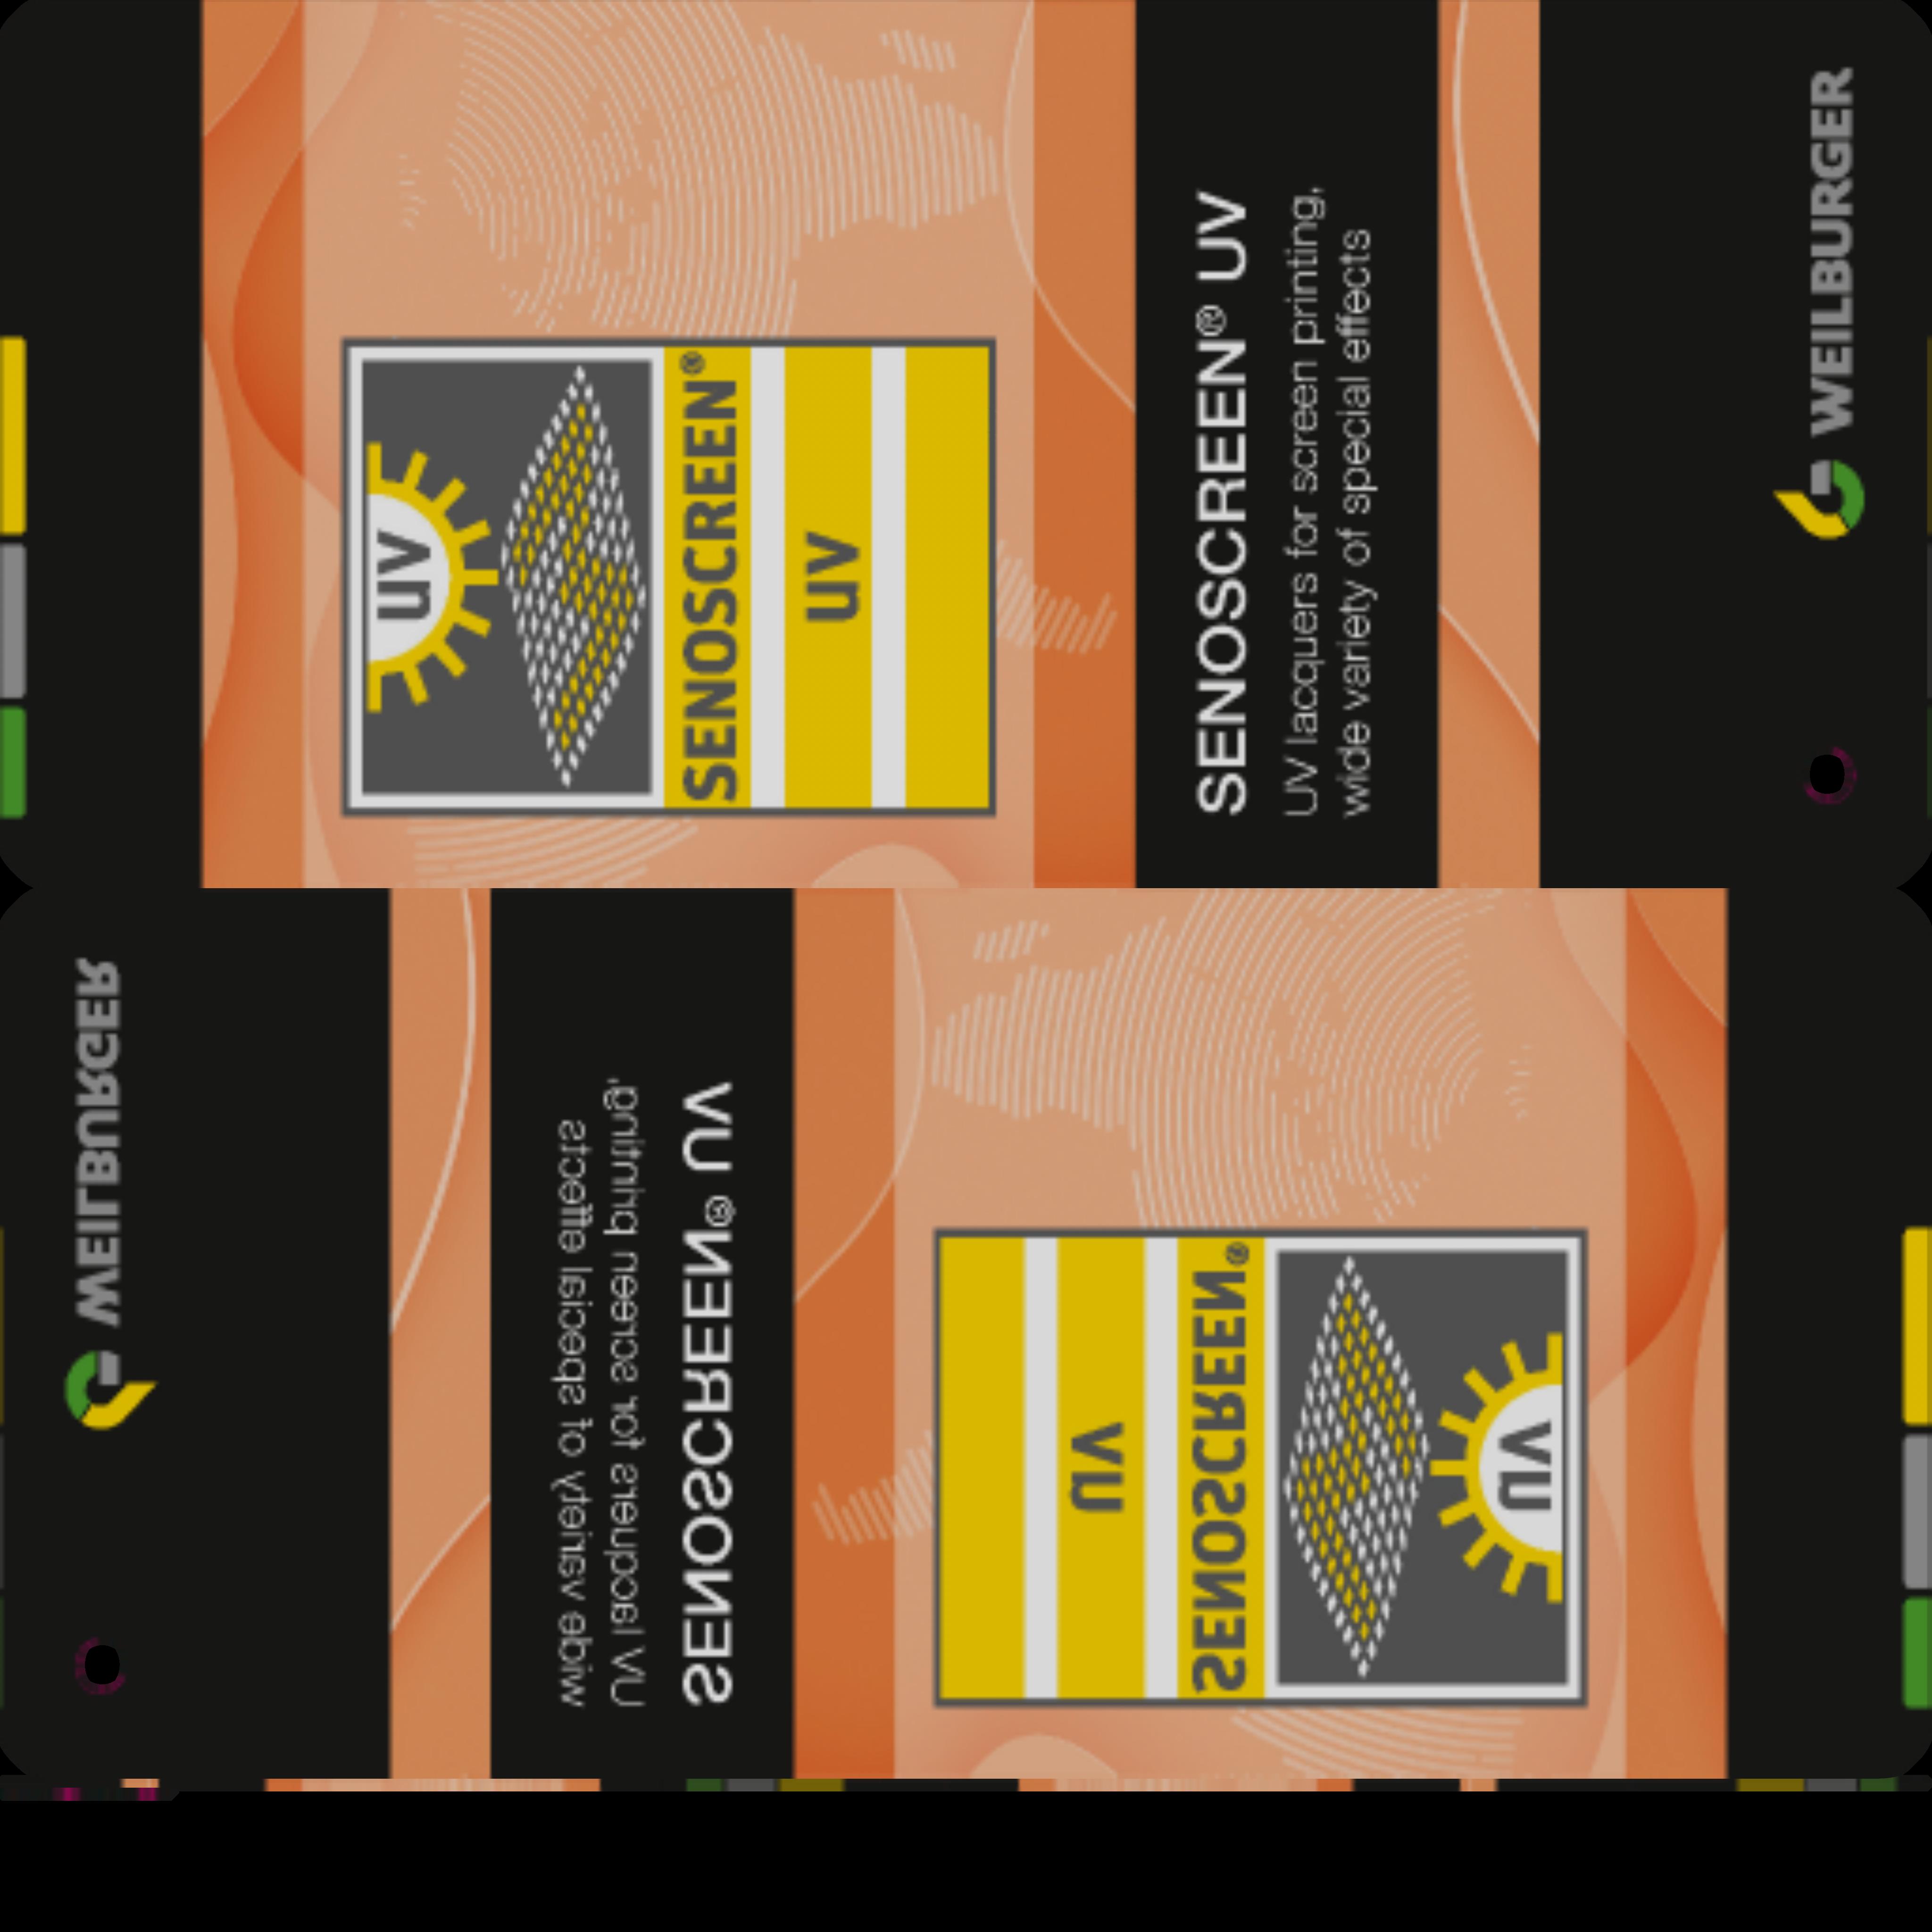 WEILBURGER
SENOSCREEN® UV
UV lacquers for screen printing,
wide variety of special effects
UV
SENOSCREEN®
UV
WEILBURGER
SENOSCREEN® UV
UV lacquers for screen printing,
wide variety of special effects
UV
SENOSCREEN®
UV